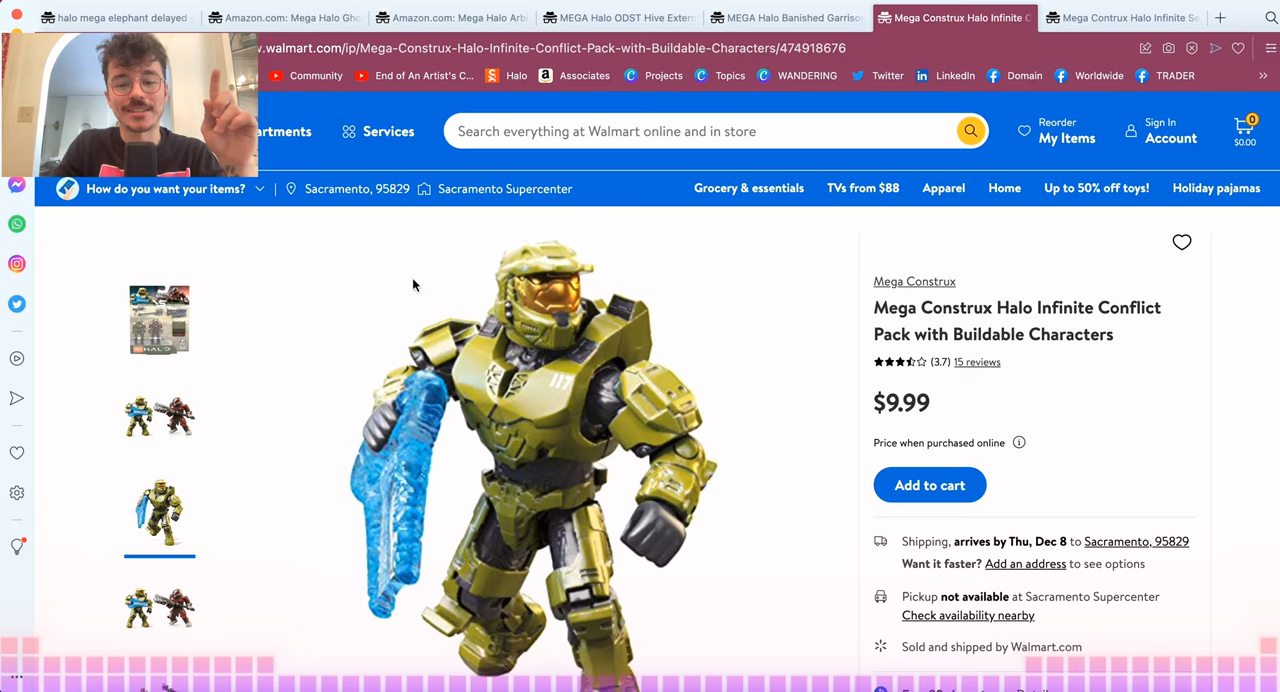 halo mega elephant delayed
Amazon.com: Mega Halo Gho
Amazon.com: Mega Halo Arbi
MEGA Halo ODST Hive Extern
MEGA Halo Banished Garrison
Mega Construx Halo Infinite C
Mega Contrux Halo Infinite Se
w.walmart.com/ip/Mega-Construx-Halo-Infinite-Conflict-Pack-with-Buildable-Characters/474918676
Community
End of An Artist's C...
Halo
Associates
Projects
Topics
WANDERING
Twitter
LinkedIn
Domain
Worldwide
TRADER
artments
Services
Search everything at Walmart online and in store
Reorder
My Items
Sign In
Account
0
$0.00
How do you want your items?
Sacramento, 95829
Sacramento Supercenter
Grocery & essentials
TVs from $88
Apparel
Home
Up to 50% off toys!
Holiday pajamas
117
Mega Construx
Mega Construx Halo Infinite Conflict
Pack with Buildable Characters
(3.7) 15 reviews
$9.99
Price when purchased online
Add to cart
Shipping, arrives by Thu, Dec 8 to Sacramento, 95829
Want it faster? Add an address to see options
Pickup not available at Sacramento Supercenter
Check availability nearby
Sold and shipped by Walmart.com